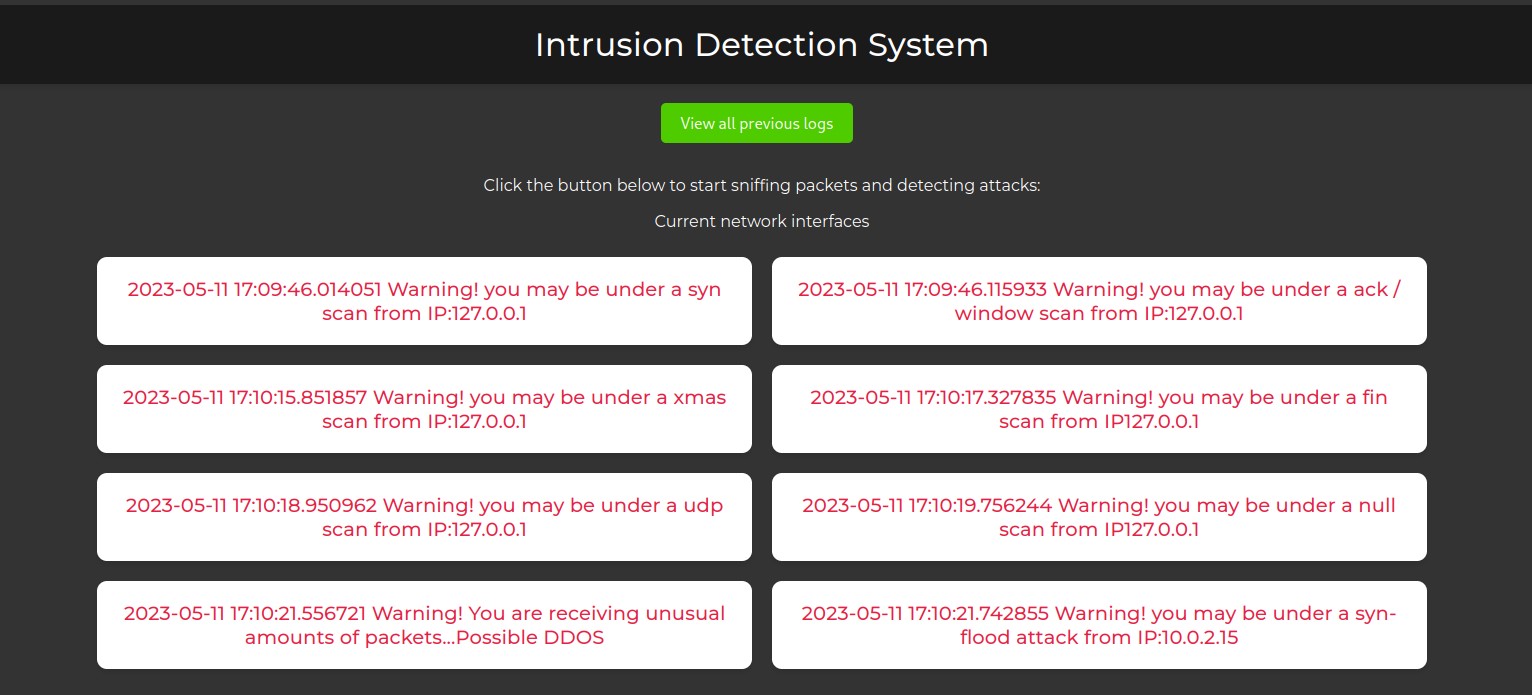 Intrusion Detection System
View all previous logs
Click the button below to start sniffing packets and detecting attacks:
Current network interfaces
2023-05-11 17:09:46.014051 Warning! you may be under a syn
scan from IP:127.0.0.1
2023-05-11 17:09:46.115933 Warning! you may be under a ack /
window scan from IP:127.0.0.1
2023-05-11 17:10:15.851857 Warning! you may be under a xmas
scan from IP:127.0.0.1
2023-05-11 17:10:17.327835 Warning! you may be under a fin
scan from IP127.0.0.1
2023-05-11 17:10:18.950962 Warning! you may be under a udp
scan from IP:127.0.0.1
2023-05-11 17:10:19.756244 Warning! you may be under a null
scan from IP127.0.0.1
2023-05-11 17:10:21.556721 Warning! You are receiving unusual
amounts of packets...Possible DDOS
2023-05-11 17:10:21.742855 Warning! you may be under a syn-
flood attack from IP:10.0.2.15